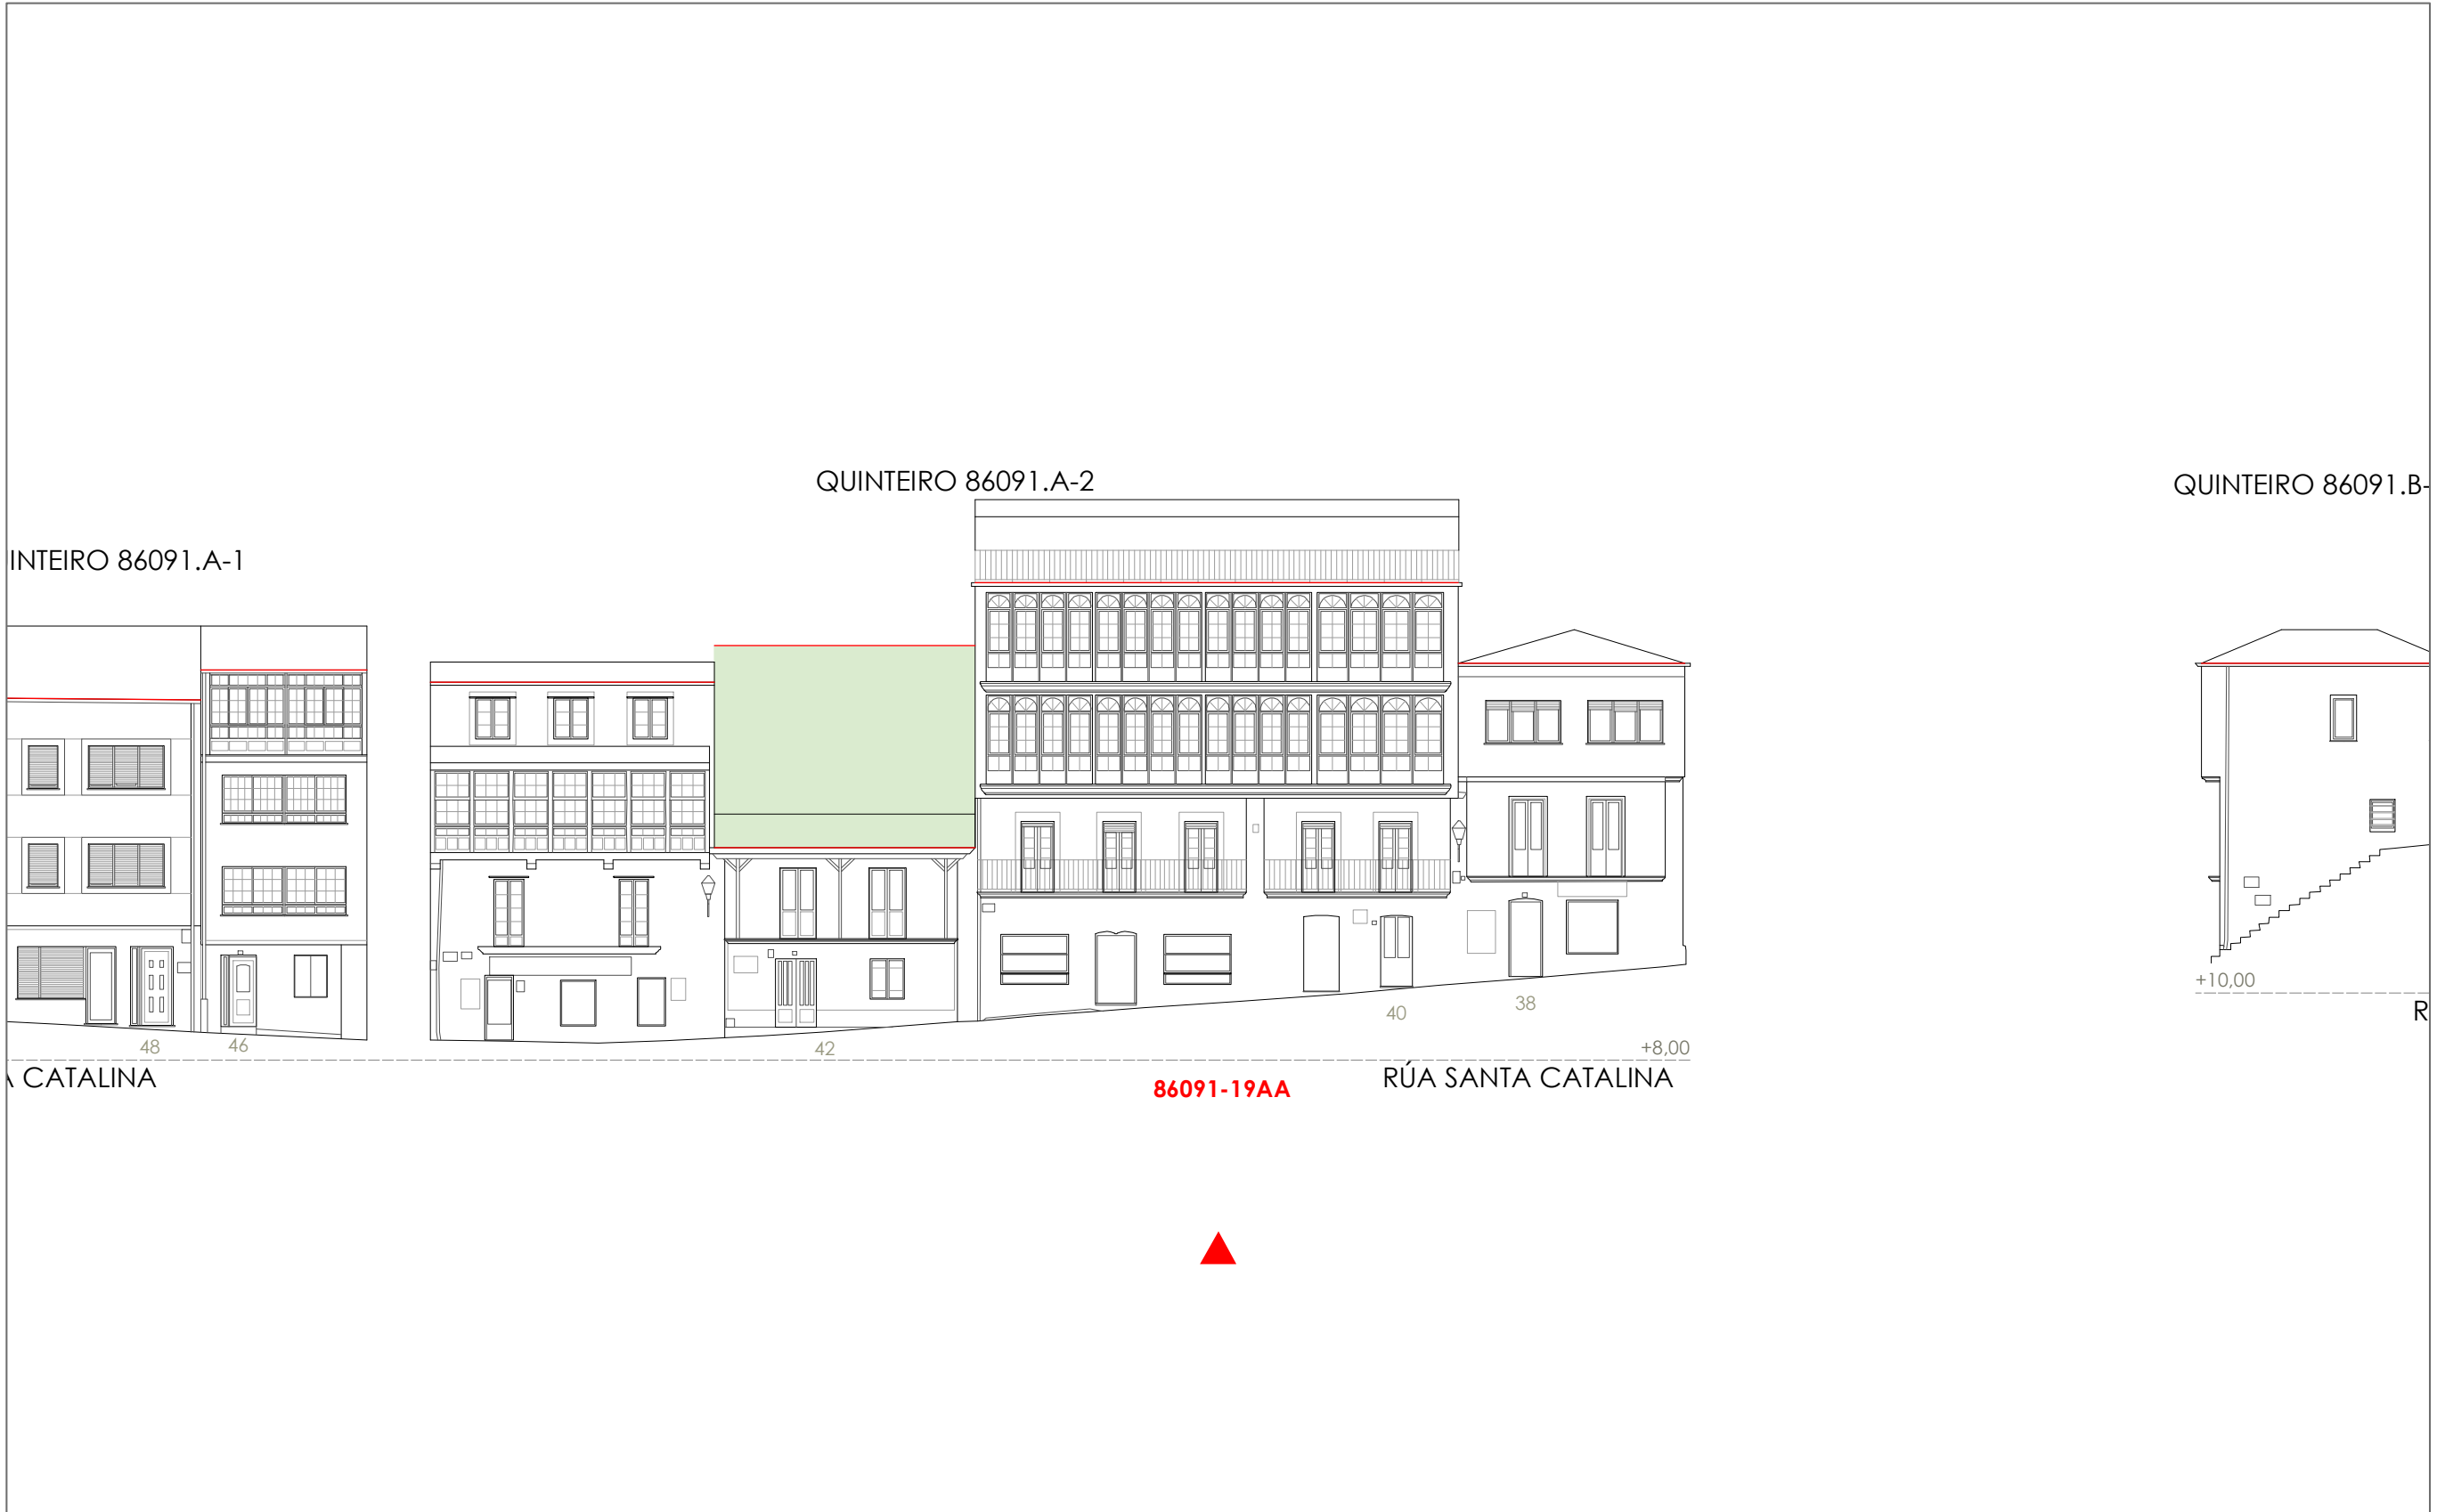 QUINTEIRO 86091.A-2
QUINTEIRO 86091.B-
INTEIRO 86091.A-1
+10,00
38
40
R
48
46
42
+8,00
CATALINA
86091-19AA
RÚA SANTA CATALINA